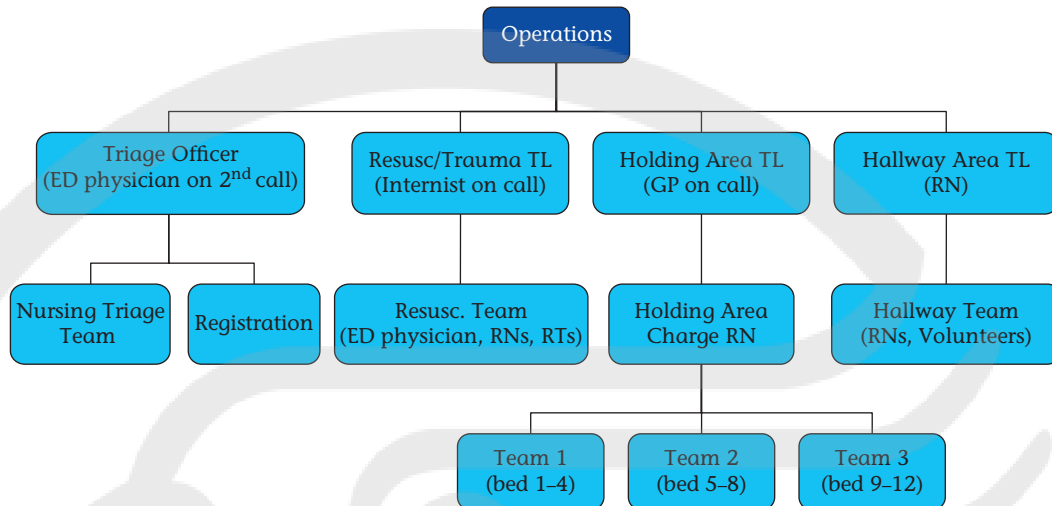 Operations
Triage Officer
(ED physician on 2nd call)
Resusc/Trauma TL
(Internist on call)
Holding Area TL
(GP on call)
Hallway Area TL
(RN)
Nursing Triage
Team
Registration
Resusc. Team
(ED physician, RNs, RTs)
Holding Area
Charge RN
Hallway Team
(RNs, Volunteers)
Team 1
(bed 1–4)
Team 2
(bed 5–8)
Team 3
(bed 9–12)